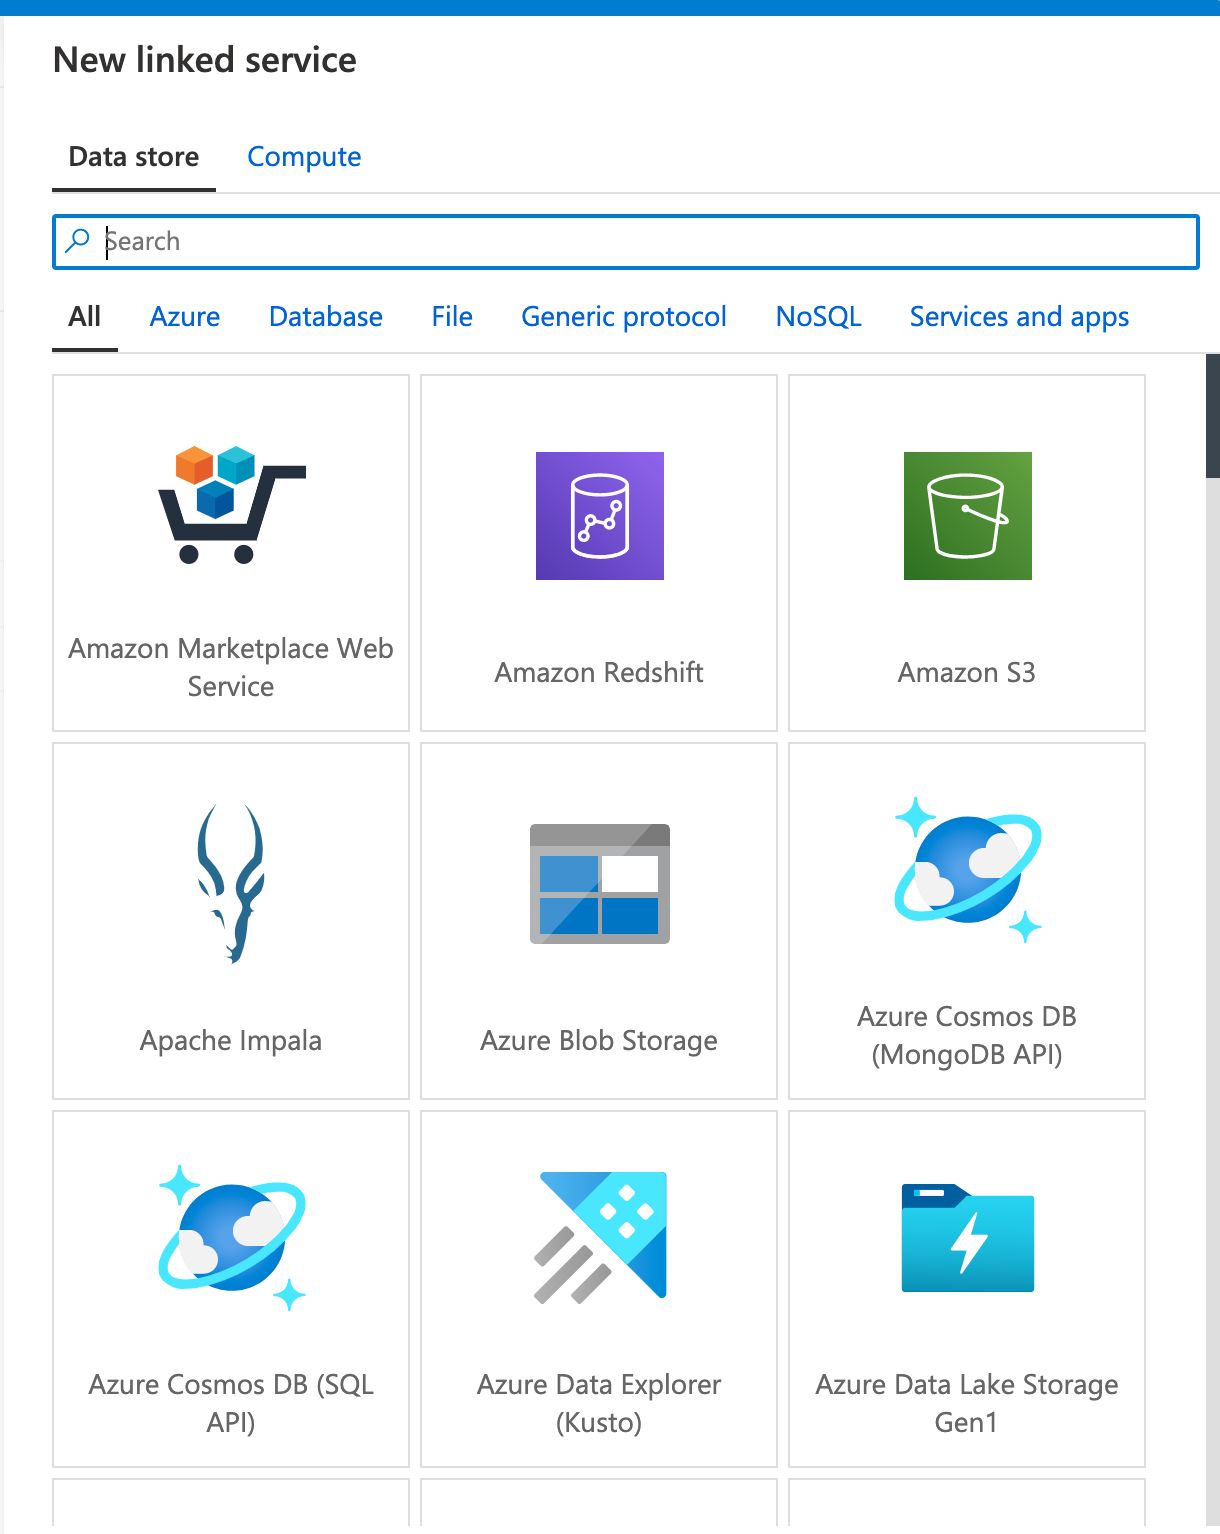 New linked service
Data store Compute
Search
All Azure Database File Generic protocol NoSQL Services and apps
Amazon Marketplace Web
Service
Amazon Redshift
Amazon S3
Apache Impala
Azure Blob Storage
Azure Cosmos DB
(MongoDB API)
Azure Cosmos DB (SQL
API)
Azure Data Explorer
(Kusto)
Azure Data Lake Storage
Gen1